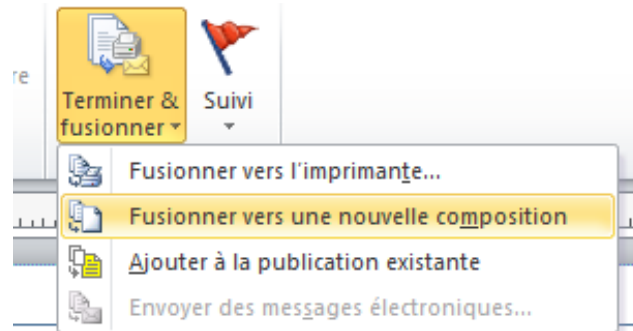 re
Terminer &
fusionner
Suivi
Fusionner vers l'imprimante...
Fusionner vers une nouvelle composition
Ajouter à la publication existante
Envoyer des messages électroniques...